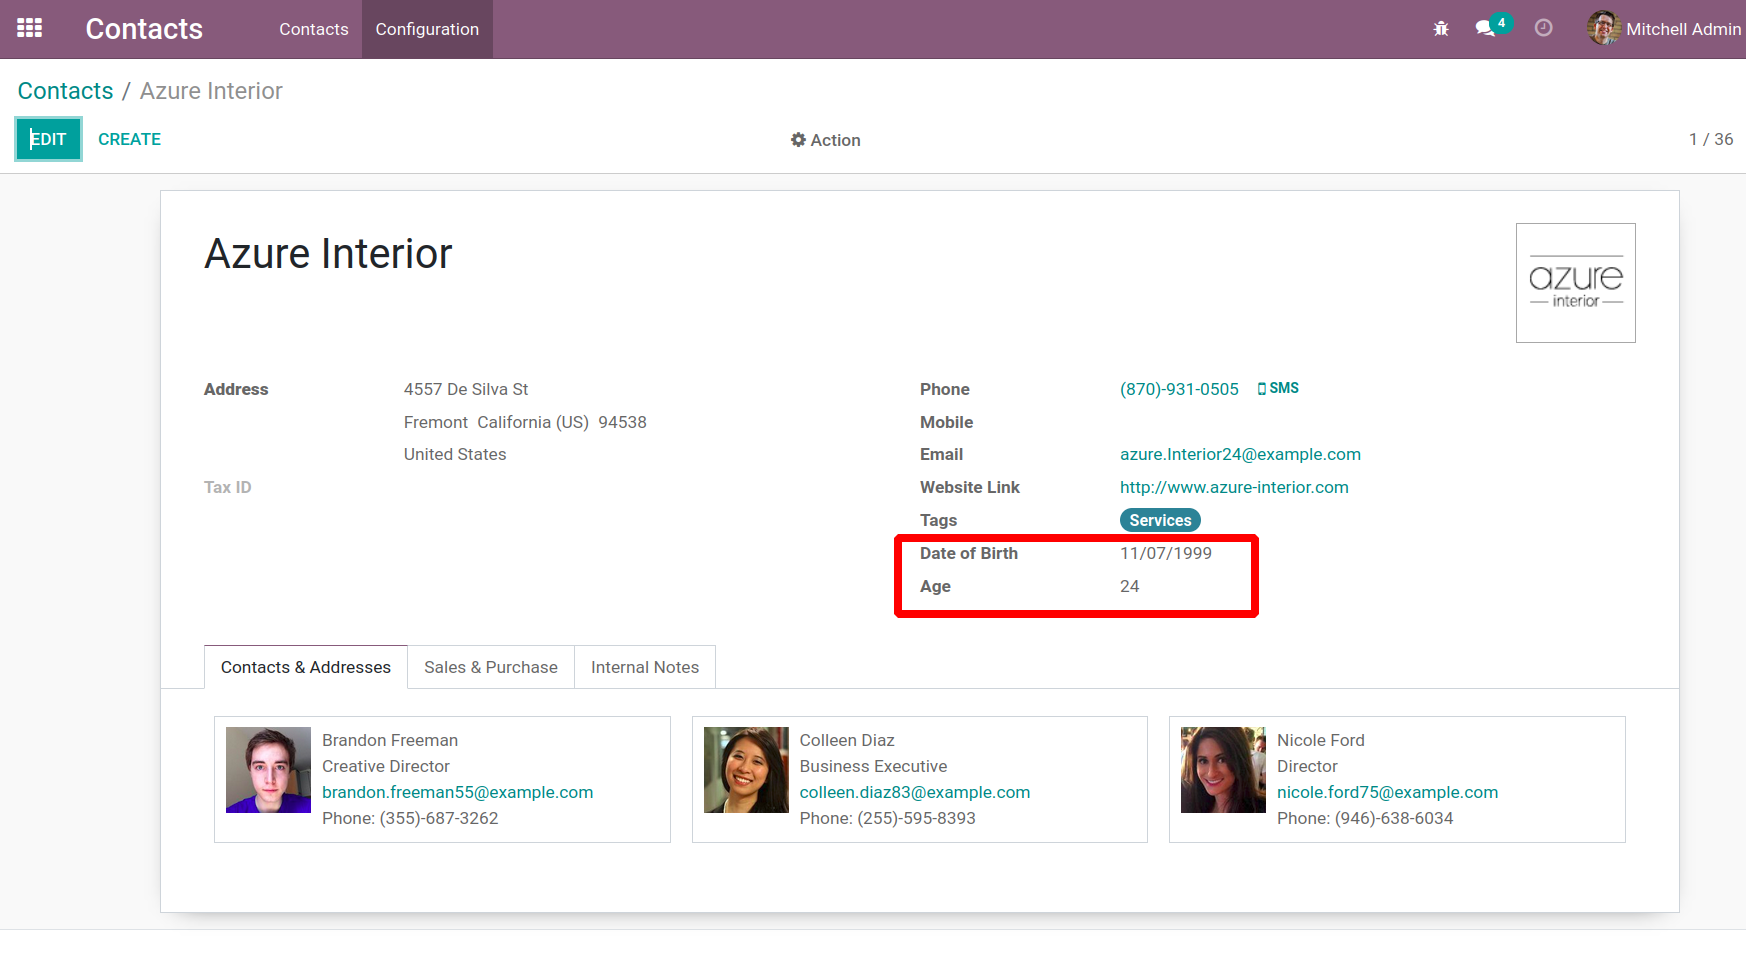 Contacts Contacts Configuration 4 Mitchell Admin
Contacts / Azure Interior
EDIT CREATE Action 1 / 36
Azure Interior
azure
interior
Address 4557 De Silva St Phone (870)-931-0505 SMS
Fremont California (US) 94538 Mobile
United States Email azure.Interior24@example.com
Tax ID Website Link http://www.azure-interior.com
Tags Services
Date of Birth 11/07/1999
Age 24
Contacts & Addresses Sales & Purchase Internal Notes
Brandon Freeman
Creative Director
brandon.freeman55@example.com
Phone: (355)-687-3262
Colleen Diaz
Business Executive
colleen.diaz83@example.com
Phone: (255)-595-8393
Nicole Ford
Director
nicole.ford75@example.com
Phone: (946)-638-6034